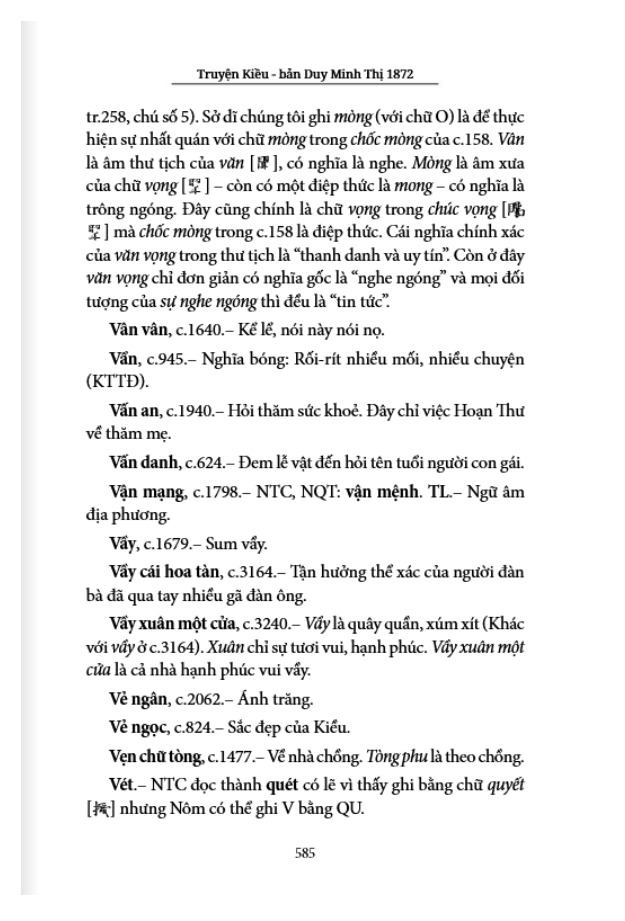 Truyện Kiều - bản Duy Minh Thị 1872
tr.258, chú số 5). Sở dĩ chúng tôi ghi mòng (với chữ O) là để thực
hiện sự nhất quán với chữ mòng trong chốc mòng của c.158. Vân
là âm thư tịch của văn [ ], có nghĩa là nghe. Mòng là âm xưa
của chữ vọng [ ] – còn có một điệp thức là mong – có nghĩa là
trông ngóng. Đây cũng chính là chữ vọng trong chúc vọng [
] mà chốc mòng trong c.158 là điệp thức. Cái nghĩa chính xác
của văn vọng trong thư tịch là “thanh danh và uy tín”. Còn ở đây
văn vọng chỉ đơn giản có nghĩa gốc là “nghe ngóng” và mọi đối
tượng của sự nghe ngóng thì đều là “tin tức”.
Vân vân, c.1640.– Kể lể, nói này nói nọ.
Vẩn, c.945.– Nghĩa bóng: Rối-rít nhiều mối, nhiều chuyện
(KTTĐ).
Vấn an, c.1940.– Hỏi thăm sức khoẻ. Đây chỉ việc Hoạn Thư
về thăm mẹ.
Vấn danh, c.624.– Đem lễ vật đến hỏi tên tuổi người con gái.
Vận mạng, c.1798.– NTC, NQT: vận mệnh. TL.– Ngữ âm
địa phương.
Vầy, c.1679.– Sum vầy.
Vầy cái hoa tàn, c.3164.– Tận hưởng thể xác của người đàn
bà đã qua tay nhiều gã đàn ông.
Vầy xuân một cửa, c.3240.– Vầy là quây quần, xúm xít (Khác
với vầy ở c.3164). Xuân chỉ sự tươi vui, hạnh phúc. Vầy xuân một
cửa là cả nhà hạnh phúc vui vầy.
Vẻ ngân, c.2062.– Ánh trăng.
Vẻ ngọc, c.824.– Sắc đẹp của Kiều.
Vẹn chữ tòng, c.1477.– Về nhà chồng. Tòng phu là theo chồng.
Vét.– NTC đọc thành quét có lẽ vì thấy ghi bằng chữ quyết
[ ] nhưng Nôm có thể ghi V bằng QU.
585